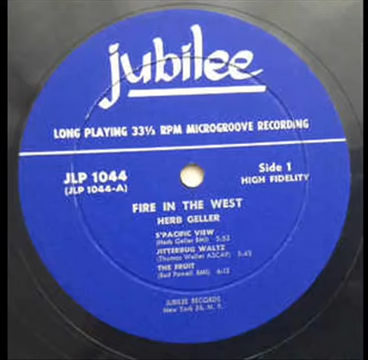 jubilee
LONG PLAYING 33⅓ RPM MICROGROOVE RECORDING
JLP 1044
(JLP 1044-A)
Side 1
HIGH FIDELITY
FIRE IN THE WEST
HERB GELLER
S'PACIFIC VIEW
(Herb Geller BMI) 5:52
JITTERBUG WALTZ
(Thomas Waller ASCAP) 5:45
THE FRUIT
(Bud Powell BMI) 6:12
JUBILEE RECORDS
New York 36, N. Y.